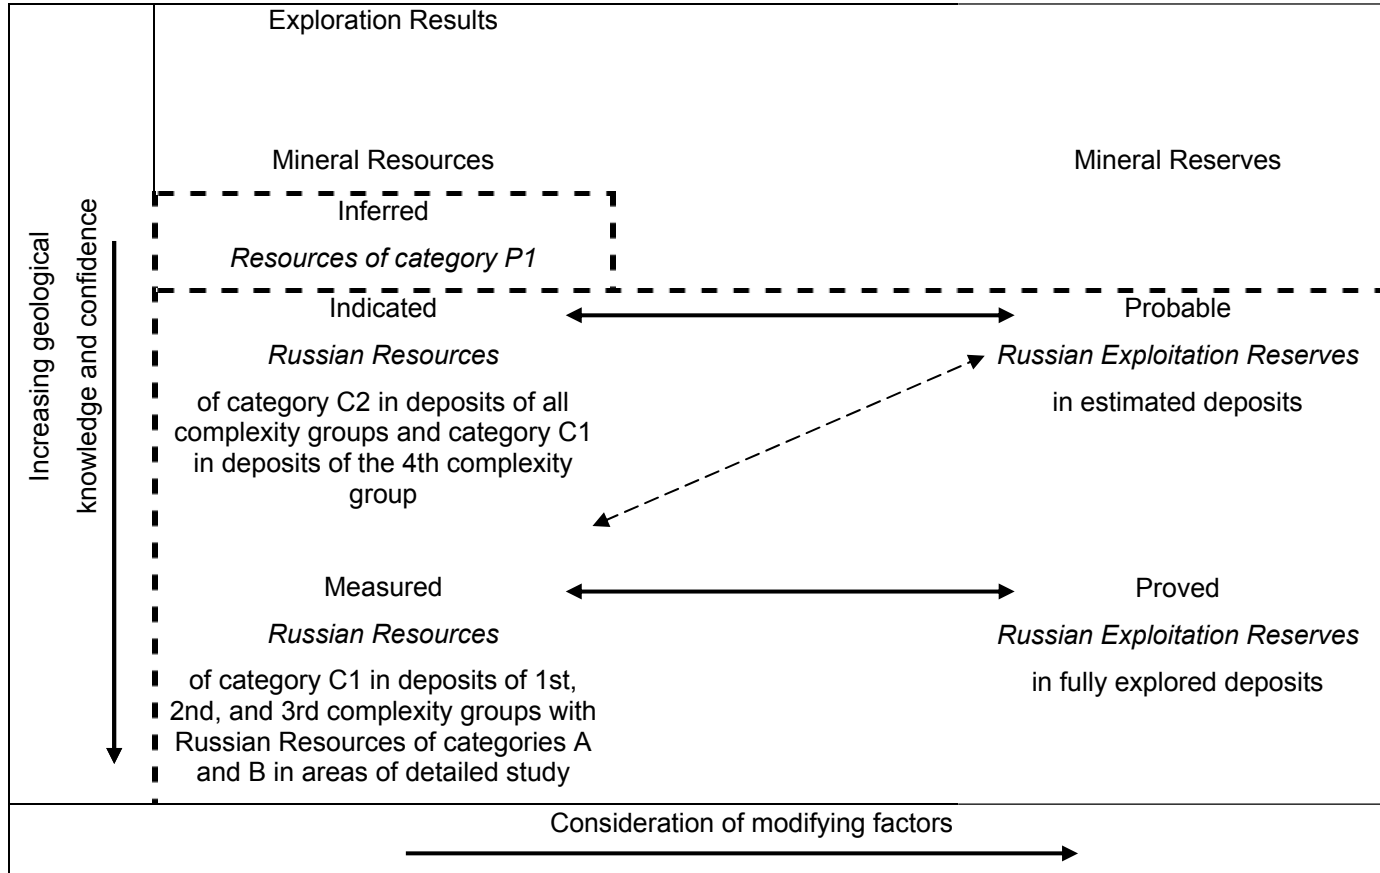 Exploration Results
Mineral Resources
Mineral Reserves
Increasing geological
knowledge and confidence
Inferred
Resources of category P1
Indicated
Russian Resources
of category C2 in deposits of all
complexity groups and category C1
in deposits of the 4th complexity
group
Probable
Russian Exploitation Reserves
in estimated deposits
Measured
Russian Resources
of category C1 in deposits of 1st,
2nd, and 3rd complexity groups with
Russian Resources of categories A
and B in areas of detailed study
Proved
Russian Exploitation Reserves
in fully explored deposits
Consideration of modifying factors